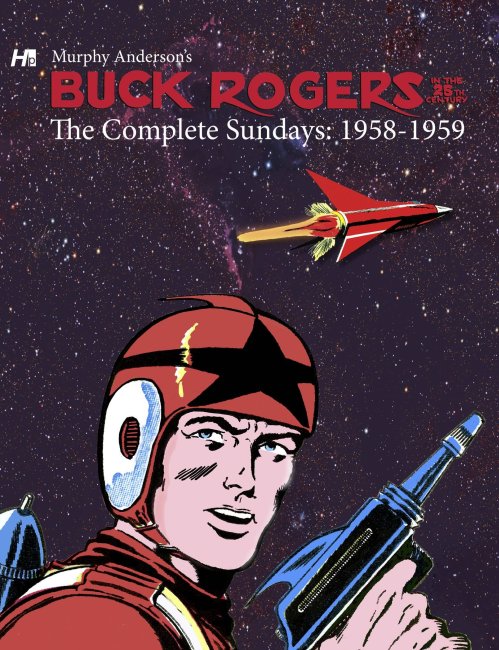 Hp
Murphy Anderson's
BUCK ROGERS IN THE 25TH CENTURY
The Complete Sundays: 1958-1959